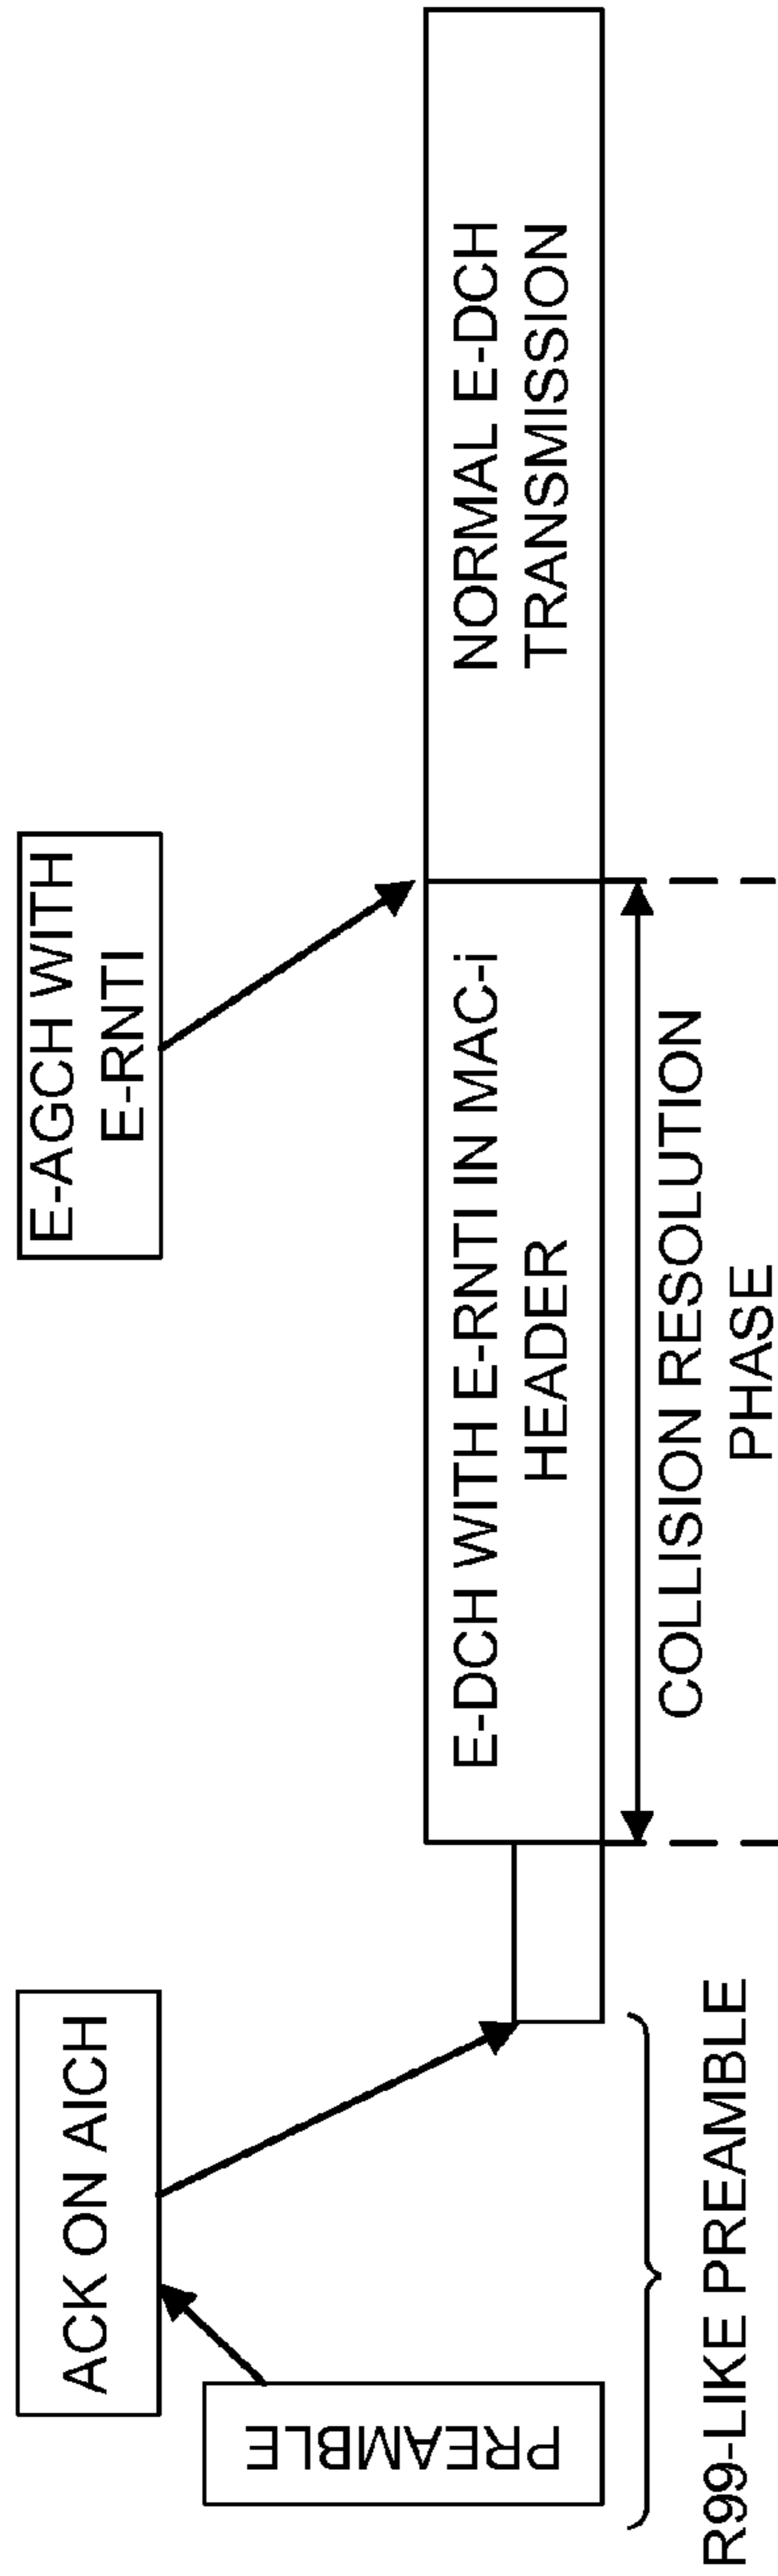 ACK ON AICH
PREAMBLE
R99-LIKE PREAMBLE
E-AGCH WITH
E-RNTI
E-DCH WITH E-RNTI IN MAC-i
HEADER
COLLISION RESOLUTION
PHASE
NORMAL E-DCH
TRANSMISSION